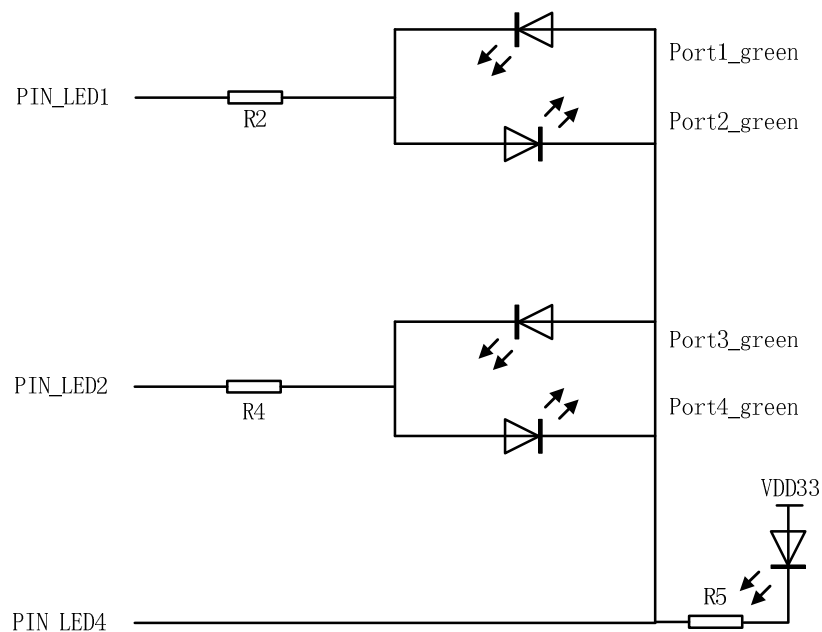 Port1_green
PIN_LED1
R2
Port2_green
Port3_green
PIN_LED2
R4
Port4_green
VDD33
R5
PIN LED4